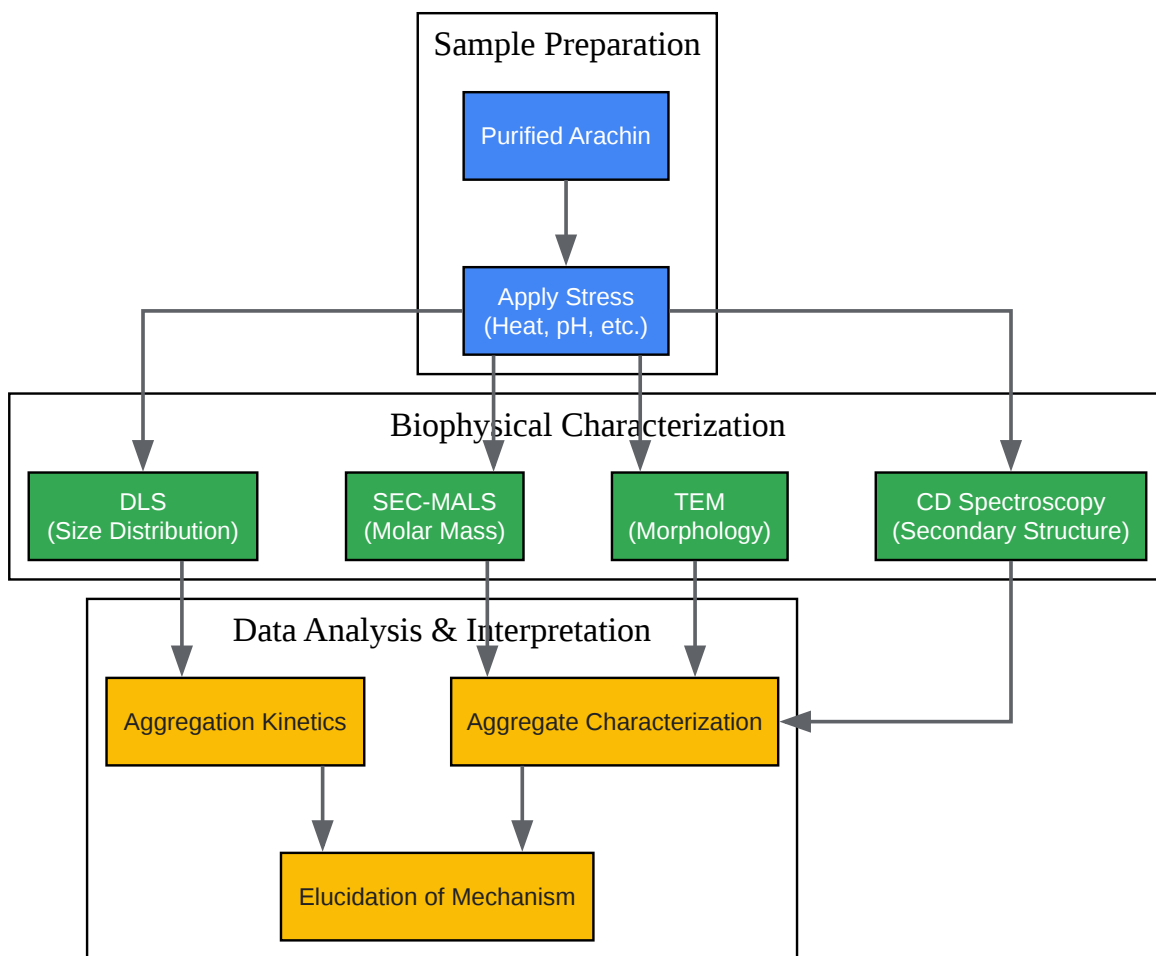 Sample Preparation
Purified Arachin
Apply Stress
(Heat, pH, etc.)
Biophysical Characterization
DLS
(Size Distribution)
SEC-MALS
(Molar Mass)
TEM
(Morphology)
CD Spectroscopy
(Secondary Structure)
Data Analysis & Interpretation
Aggregation Kinetics
Aggregate Characterization
Elucidation of Mechanism